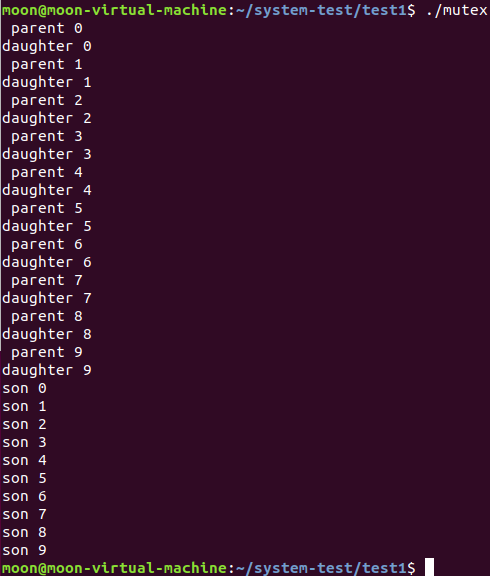 moon@moon-virtual-machine:~/system-test/test1$ ./mutex
 parent 0
daughter 0
 parent 1
daughter 1
 parent 2
daughter 2
 parent 3
daughter 3
 parent 4
daughter 4
 parent 5
daughter 5
 parent 6
daughter 6
 parent 7
daughter 7
 parent 8
daughter 8
 parent 9
daughter 9
son 0
son 1
son 2
son 3
son 4
son 5
son 6
son 7
son 8
son 9
moon@moon-virtual-machine:~/system-test/test1$